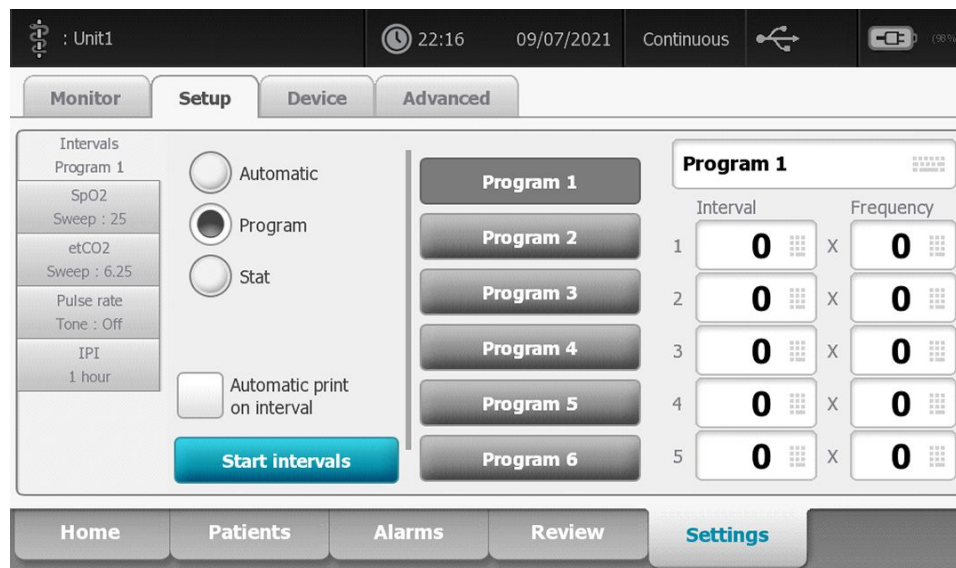 : Unit1
22:16
09/07/2021
Continuous
(98%
Monitor
Setup
Device
Advanced
Intervals
Program 1
SpO2
Sweep : 25
etCO2
Sweep : 6.25
Pulse rate
Tone : Off
IPI
1 hour
Automatic
Program
Stat
Automatic print
on interval
Start intervals
Program 1
Program 2
Program 3
Program 4
Program 5
Program 6
Program 1
Interval Frequency
1 0 X 0
2 0 X 0
3 0 X 0
4 0 X 0
5 0 X 0
Home
Patients
Alarms
Review
Settings